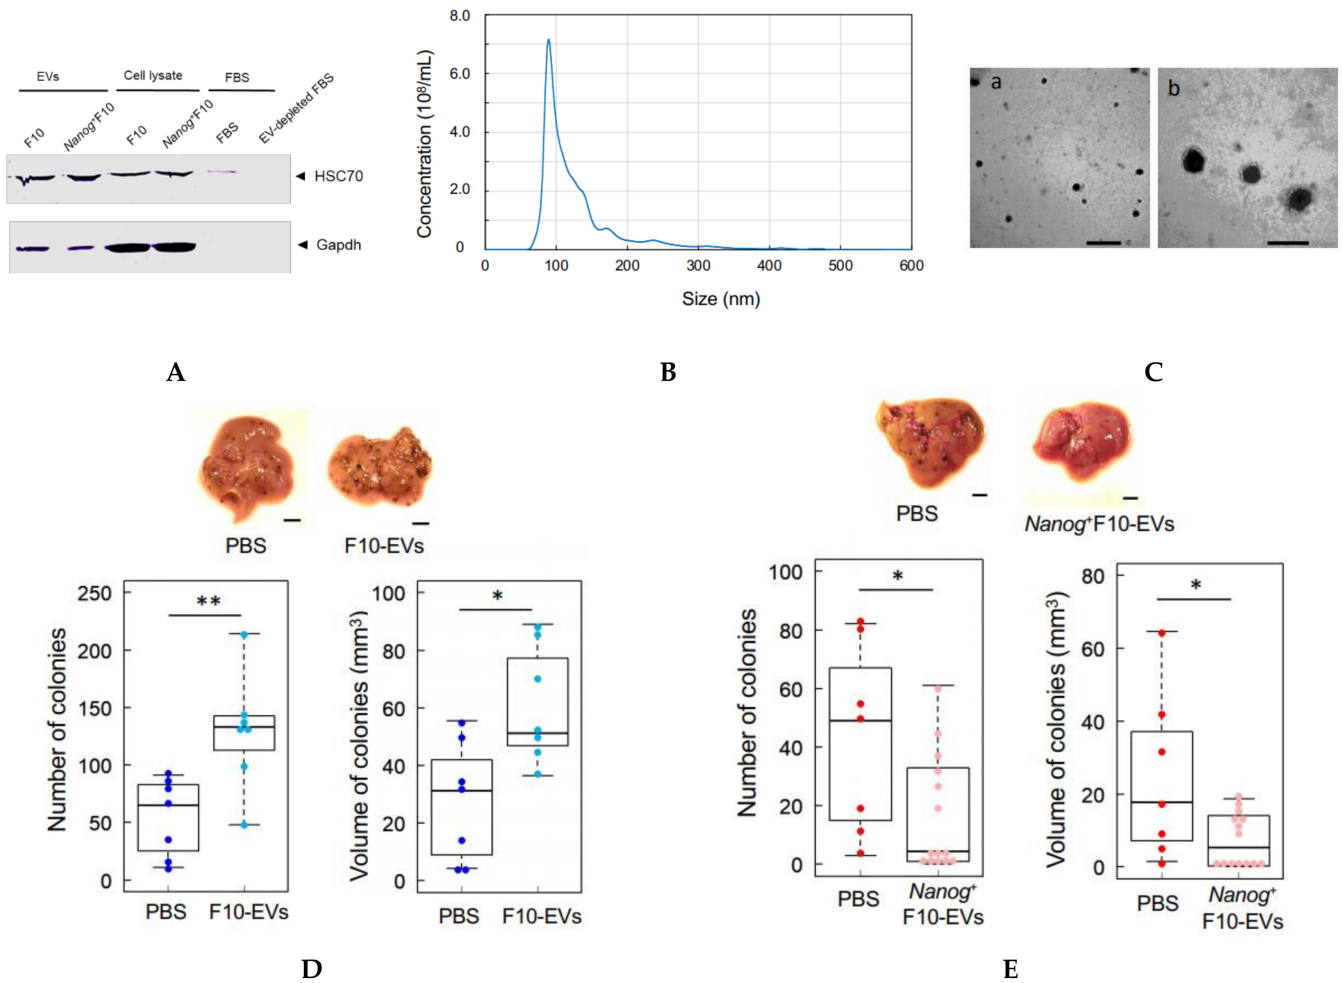 EVs
Cell lysate
FBS
F10
Nanog⁺F10
F10
Nanog⁺F10
FBS
EV-depleted FBS
HSC70
Gapdh
A
Concentration (10⁸/mL)
8.0
6.0
4.0
2.0
0
0 100 200 300 400 500 600
Size (nm)
B
a
b
C
PBS
F10-EVs
Number of colonies
250
200
150
100
50
0
**
PBS
F10-EVs
Volume of colonies (mm³)
100
80
60
40
20
0
*
PBS
F10-EVs
D
PBS
Nanog⁺F10-EVs
Number of colonies
100
80
60
40
20
0
*
PBS
Nanog⁺
F10-EVs
Volume of colonies (mm³)
80
60
40
20
0
*
PBS
Nanog⁺
F10-EVs
E